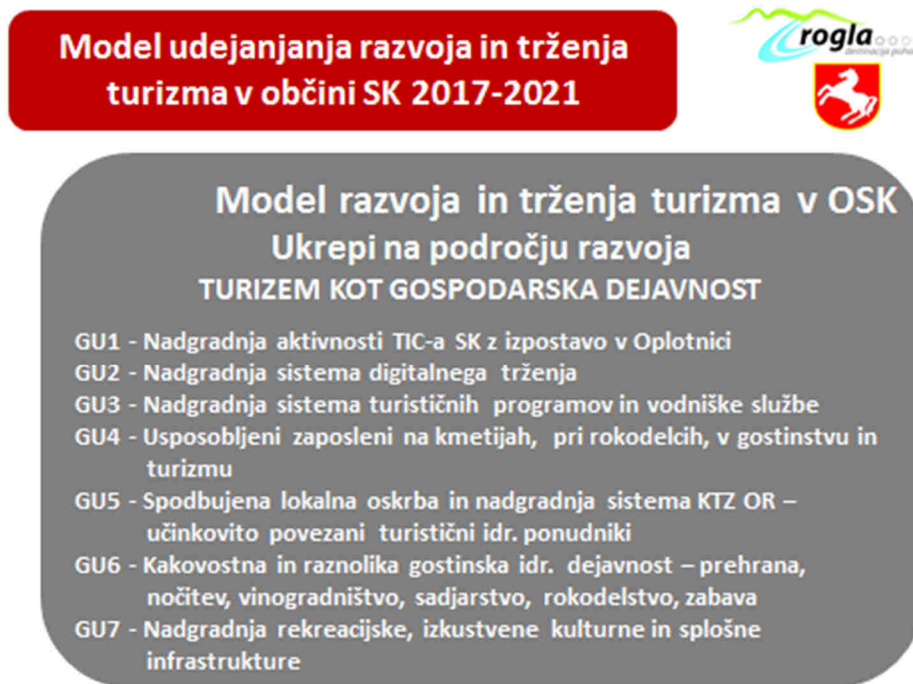 Model udejanjanja razvoja in trženja
turizma v občini SK 2017-2021
rogla
Model razvoja in trženja turizma v OSK
Ukrepi na področju razvoja
TURIZEM KOT GOSPODARSKA DEJAVNOST
GU1 - Nadgradnja aktivnosti TIC-a SK z izpostavo v Oplotnici
GU2 - Nadgradnja sistema digitalnega trženja
GU3 - Nadgradnja sistema turističnih programov in vodniške službe
GU4 - Usposobljeni zaposleni na kmetijah, pri rokodelcih, v gostinstvu in
turizmu
GU5 - Spodbujena lokalna oskrba in nadgradnja sistema KTZ OR –
učinkovito povezani turistični idr. ponudniki
GU6 - Kakovostna in raznolika gostinska idr. dejavnost – prehrana,
nočitev, vinogradništvo, sadjarstvo, rokodelstvo, zabava
GU7 - Nadgradnja rekreacijske, izkustvene kulturne in splošne
infrastrukture